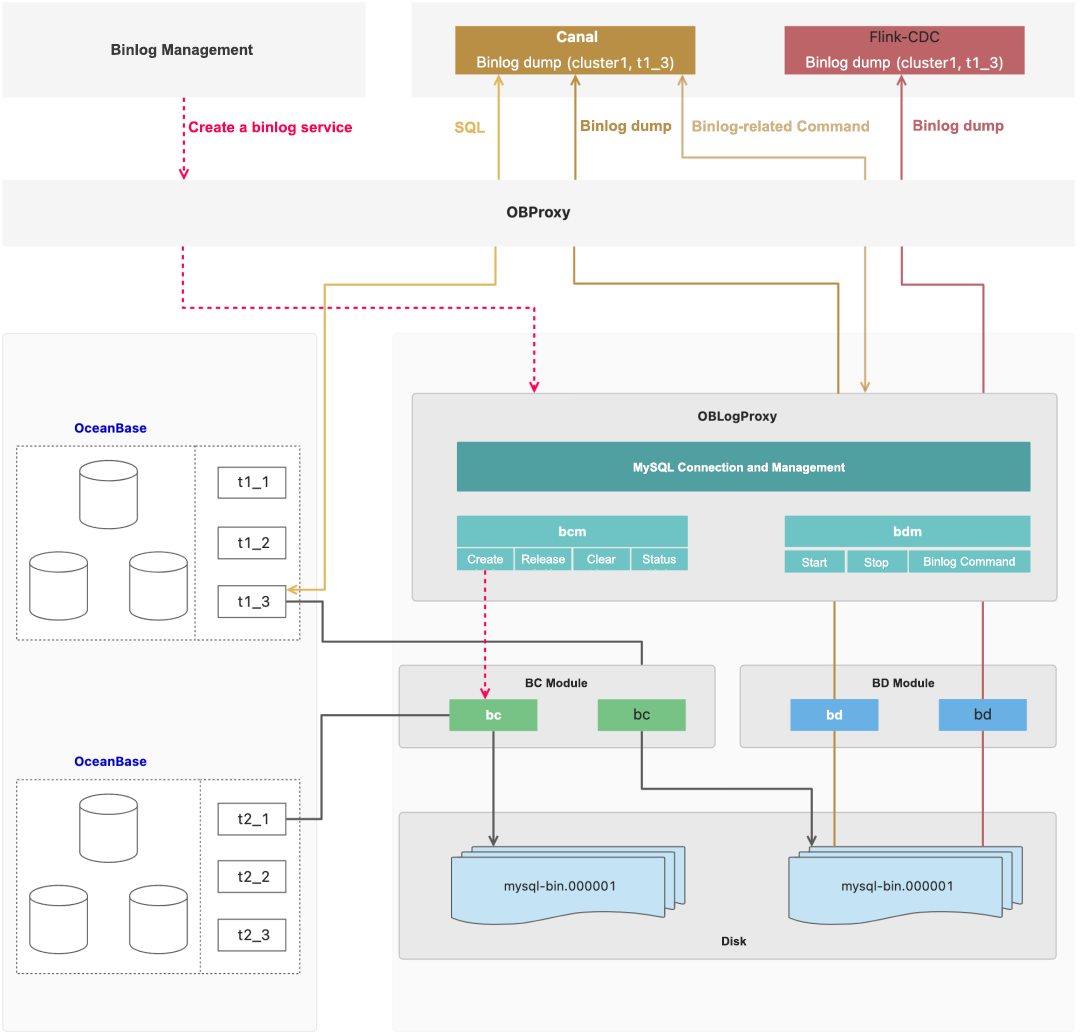 Binlog Management
Canal
Binlog dump (cluster1, t1_3)
Flink-CDC
Binlog dump (cluster1, t1_3)
Create a binlog service
SQL
Binlog dump
Binlog-related Command
Binlog dump
OBProxy
OceanBase
t1_1
t1_2
t1_3
OBLogProxy
MySQL Connection and Management
bcm
Create
Release
Clear
Status
bdm
Start
Stop
Binlog Command
BC Module
bc
bc
BD Module
bd
bd
OceanBase
t2_1
t2_2
t2_3
mysql-bin.000001
mysql-bin.000001
Disk